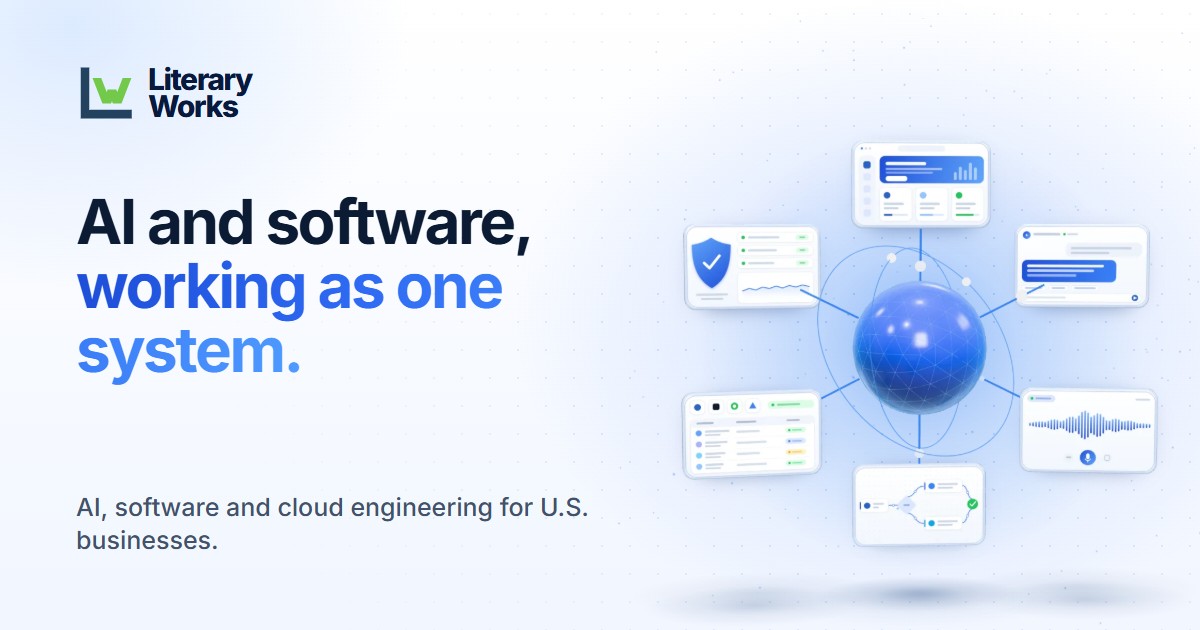 Literary
Works
AI and software,
working as one
system.
AI, software and cloud engineering for U.S.
businesses.